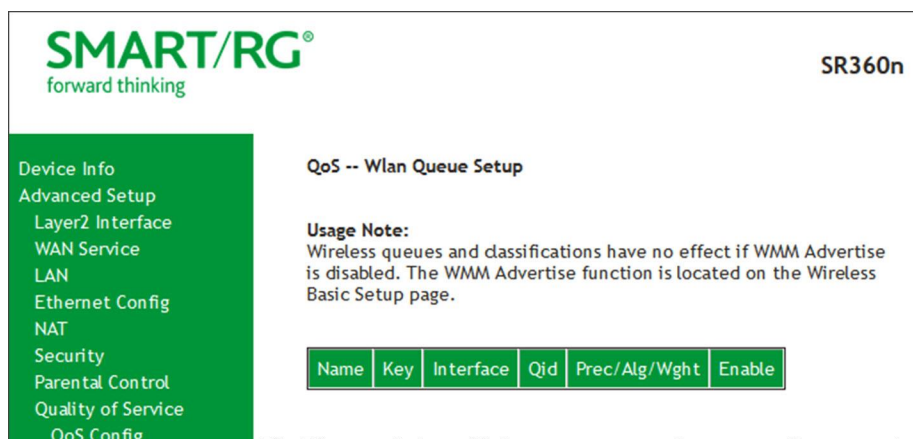 SMART/RG®
forward thinking
SR360n
Device Info
Advanced Setup
Layer2 Interface
WAN Service
LAN
Ethernet Config
NAT
Security
Parental Control
Quality of Service
QoS Config
QoS -- Wlan Queue Setup
Usage Note:
Wireless queues and classifications have no effect if WMM Advertise
is disabled. The WMM Advertise function is located on the Wireless
Basic Setup page.
Name Key Interface Qid Prec/Alg/Wght Enable